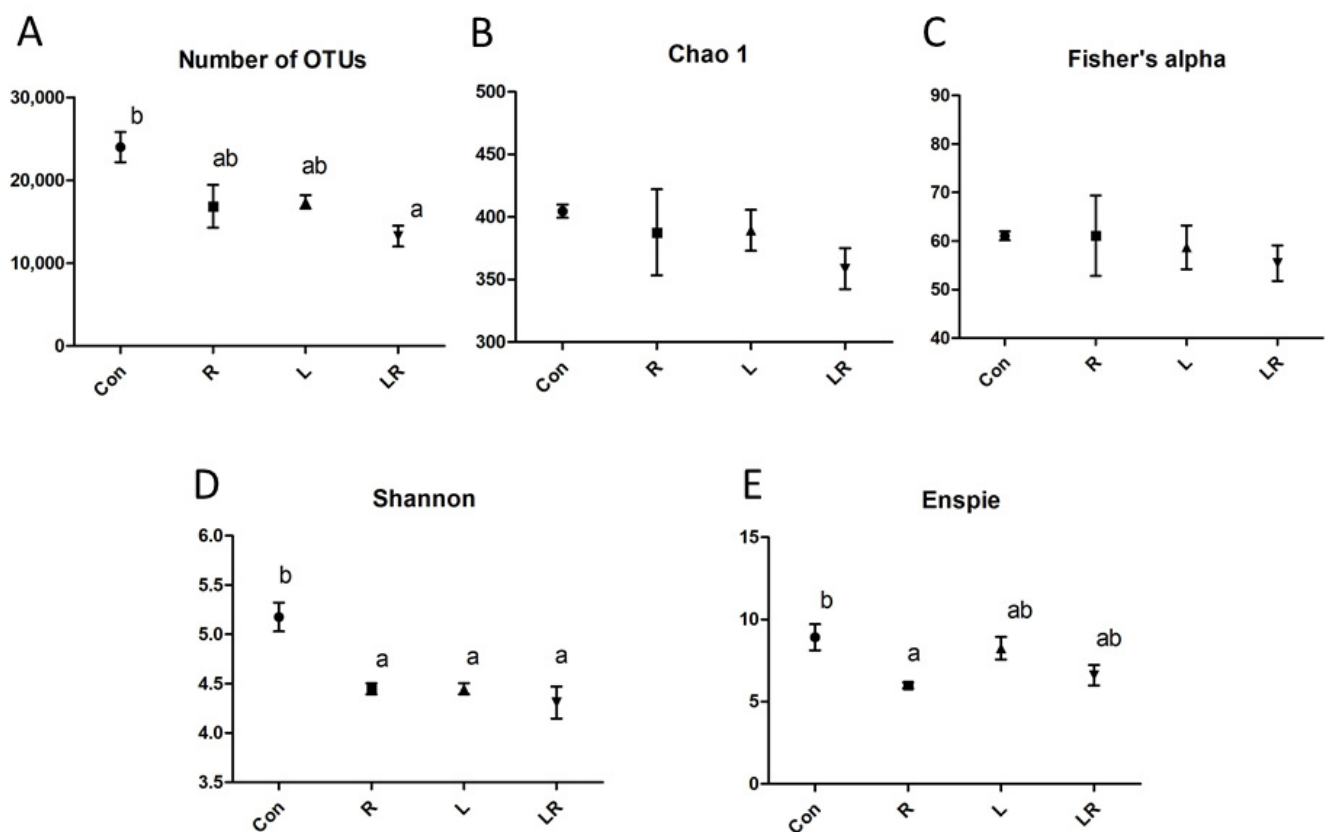 A
Number of OTUs
30,000
20,000
10,000
0
b
ab
ab
a
Con
R
L
LR
B
Chao 1
500
450
400
350
300
Con
R
L
LR
C
Fisher's alpha
90
80
70
60
50
40
Con
R
L
LR
D
Shannon
6.0
5.5
5.0
4.5
4.0
3.5
b
a
a
a
Con
R
L
LR
E
Enspie
15
10
5
0
b
a
ab
ab
Con
R
L
LR